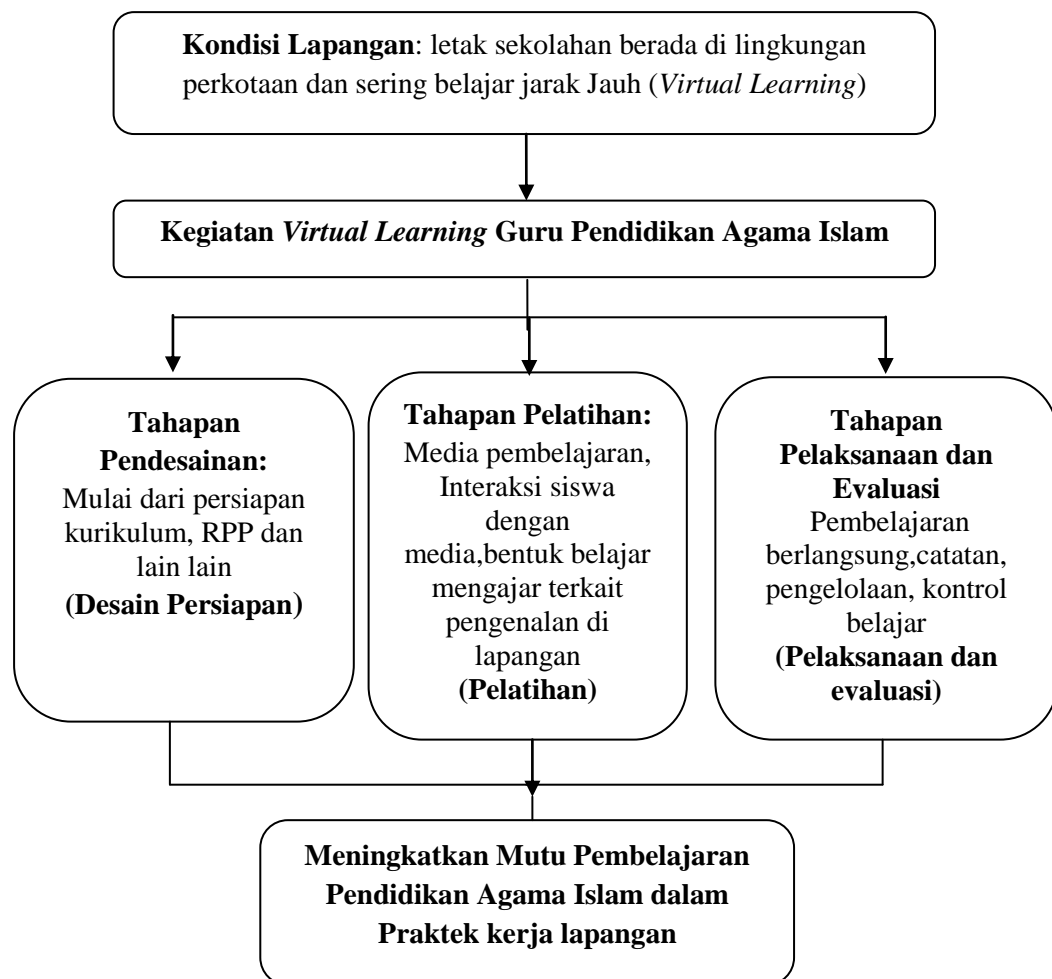 Kondisi Lapangan: letak sekolahan berada di lingkungan
perkotaan dan sering belajar jarak Jauh (Virtual Learning)
Kegiatan Virtual Learning Guru Pendidikan Agama Islam
Tahapan
Pendesainan:
Mulai dari persiapan
kurikulum, RPP dan
lain lain
(Desain Persiapan)
Tahapan Pelatihan:
Media pembelajaran,
Interaksi siswa
dengan
media,bentuk belajar
mengajar terkait
pengenalan di
lapangan
(Pelatihan)
Tahapan
Pelaksanaan dan
Evaluasi
Pembelajaran
berlangsung,catatan,
pengelolaan, kontrol
belajar
(Pelaksanaan dan
evaluasi)
Meningkatkan Mutu Pembelajaran
Pendidikan Agama Islam dalam
Praktek kerja lapangan